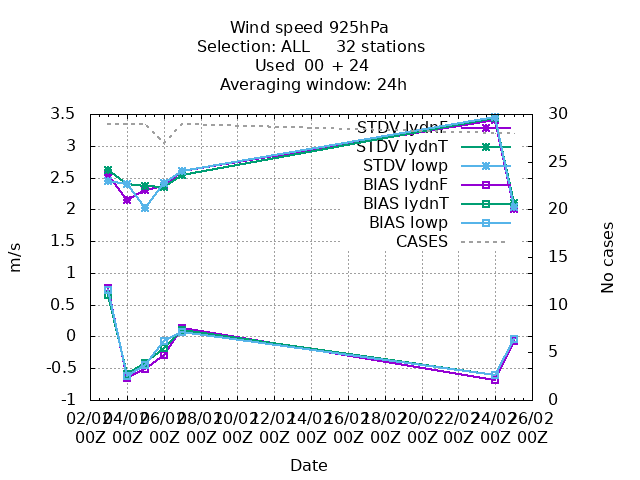 Wind speed 925hPa
Selection: ALL 32 stations
Used 00 + 24
Averaging window: 24h
3.5
3
2.5
2
1.5
1
0.5
0
-0.5
-1
m/s
30
25
20
15
10
5
0
No cases
STDV lydnF
STDV lydnT
STDV lowp
BIAS lydnF
BIAS lydnT
BIAS lowp
CASES
02/02 04/02 06/02 08/02 10/02 12/02 14/02 16/02 18/02 20/02 22/02 24/02 26/02
00Z 00Z 00Z 00Z 00Z 00Z 00Z 00Z 00Z 00Z 00Z 00Z 00Z
Date